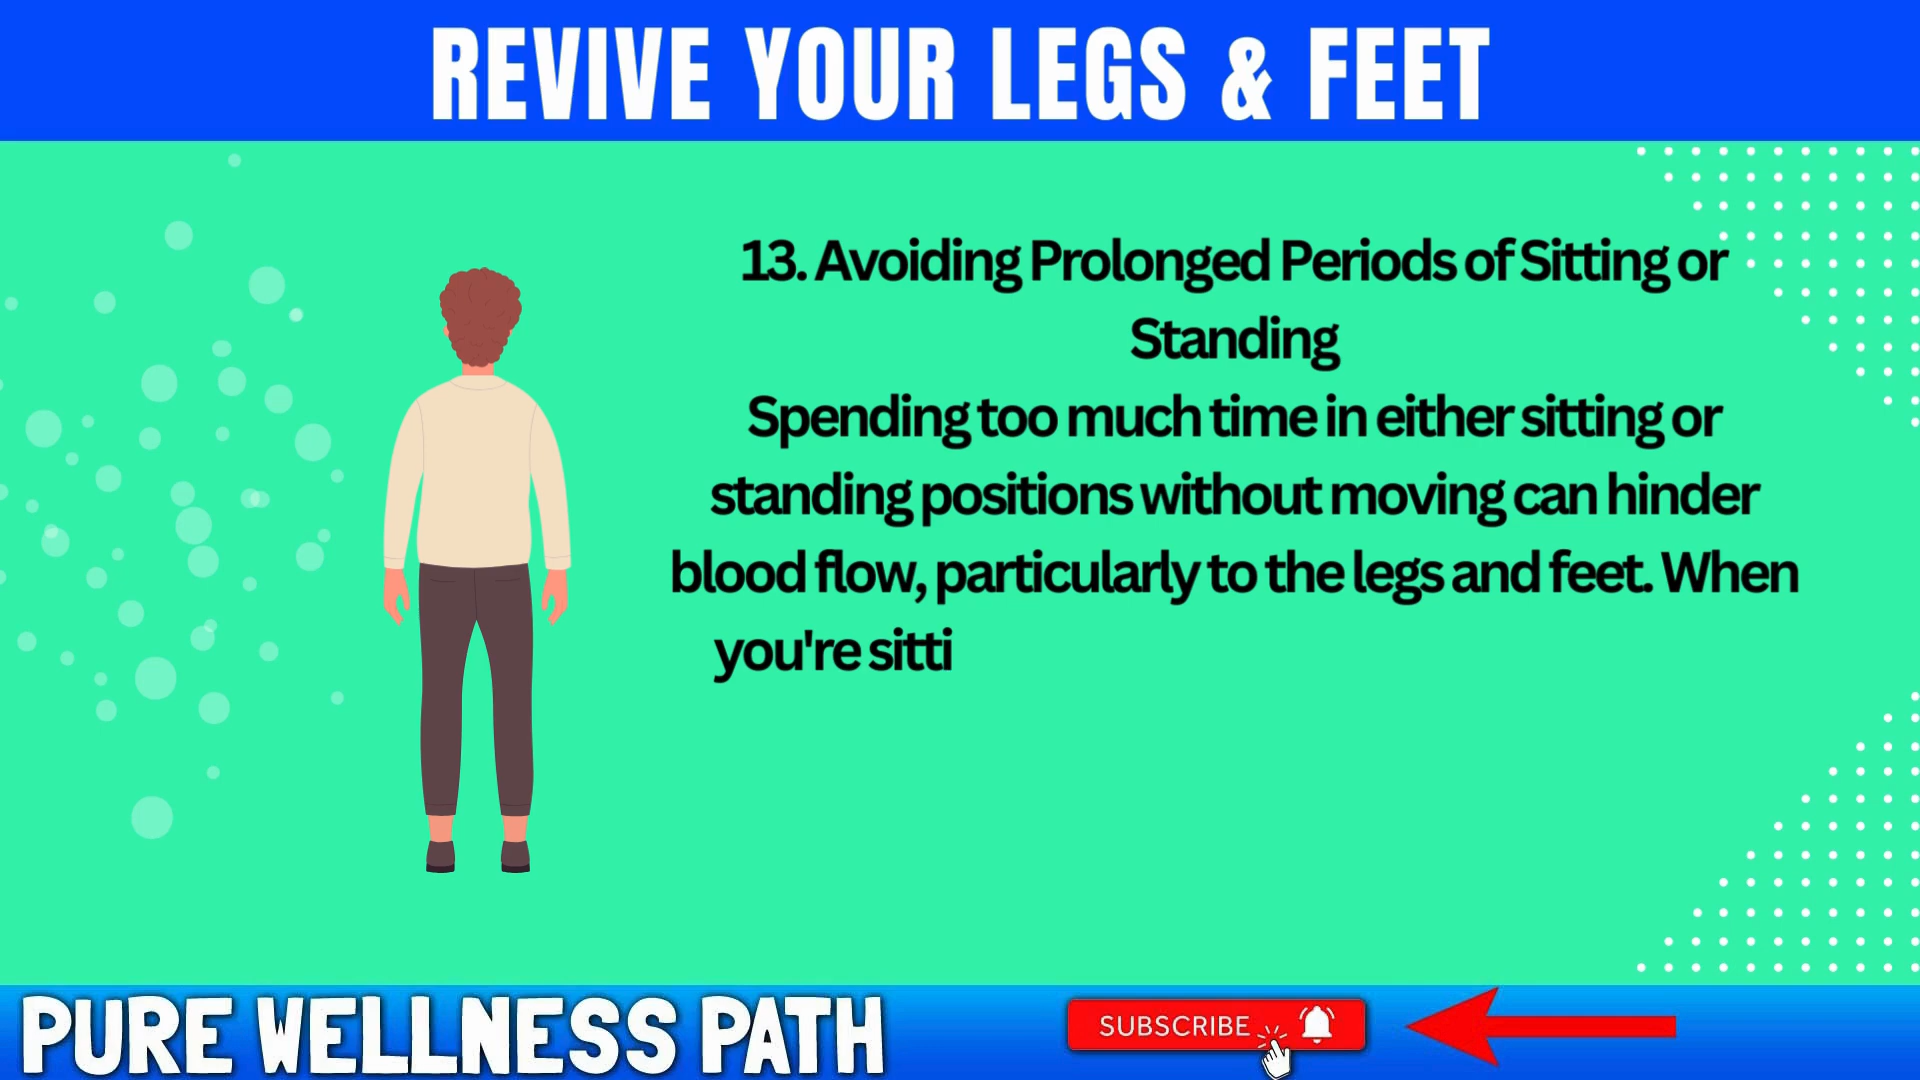 REVIVE YOUR LEGS & FEET
13. Avoiding Prolonged Periods of Sitting or
Standing
Spending too much time in either sitting or
standing positions without moving can hinder
blood flow, particularly to the legs and feet. When
you're sitti
PURE WELLNESS PATH
SUBSCRIBE